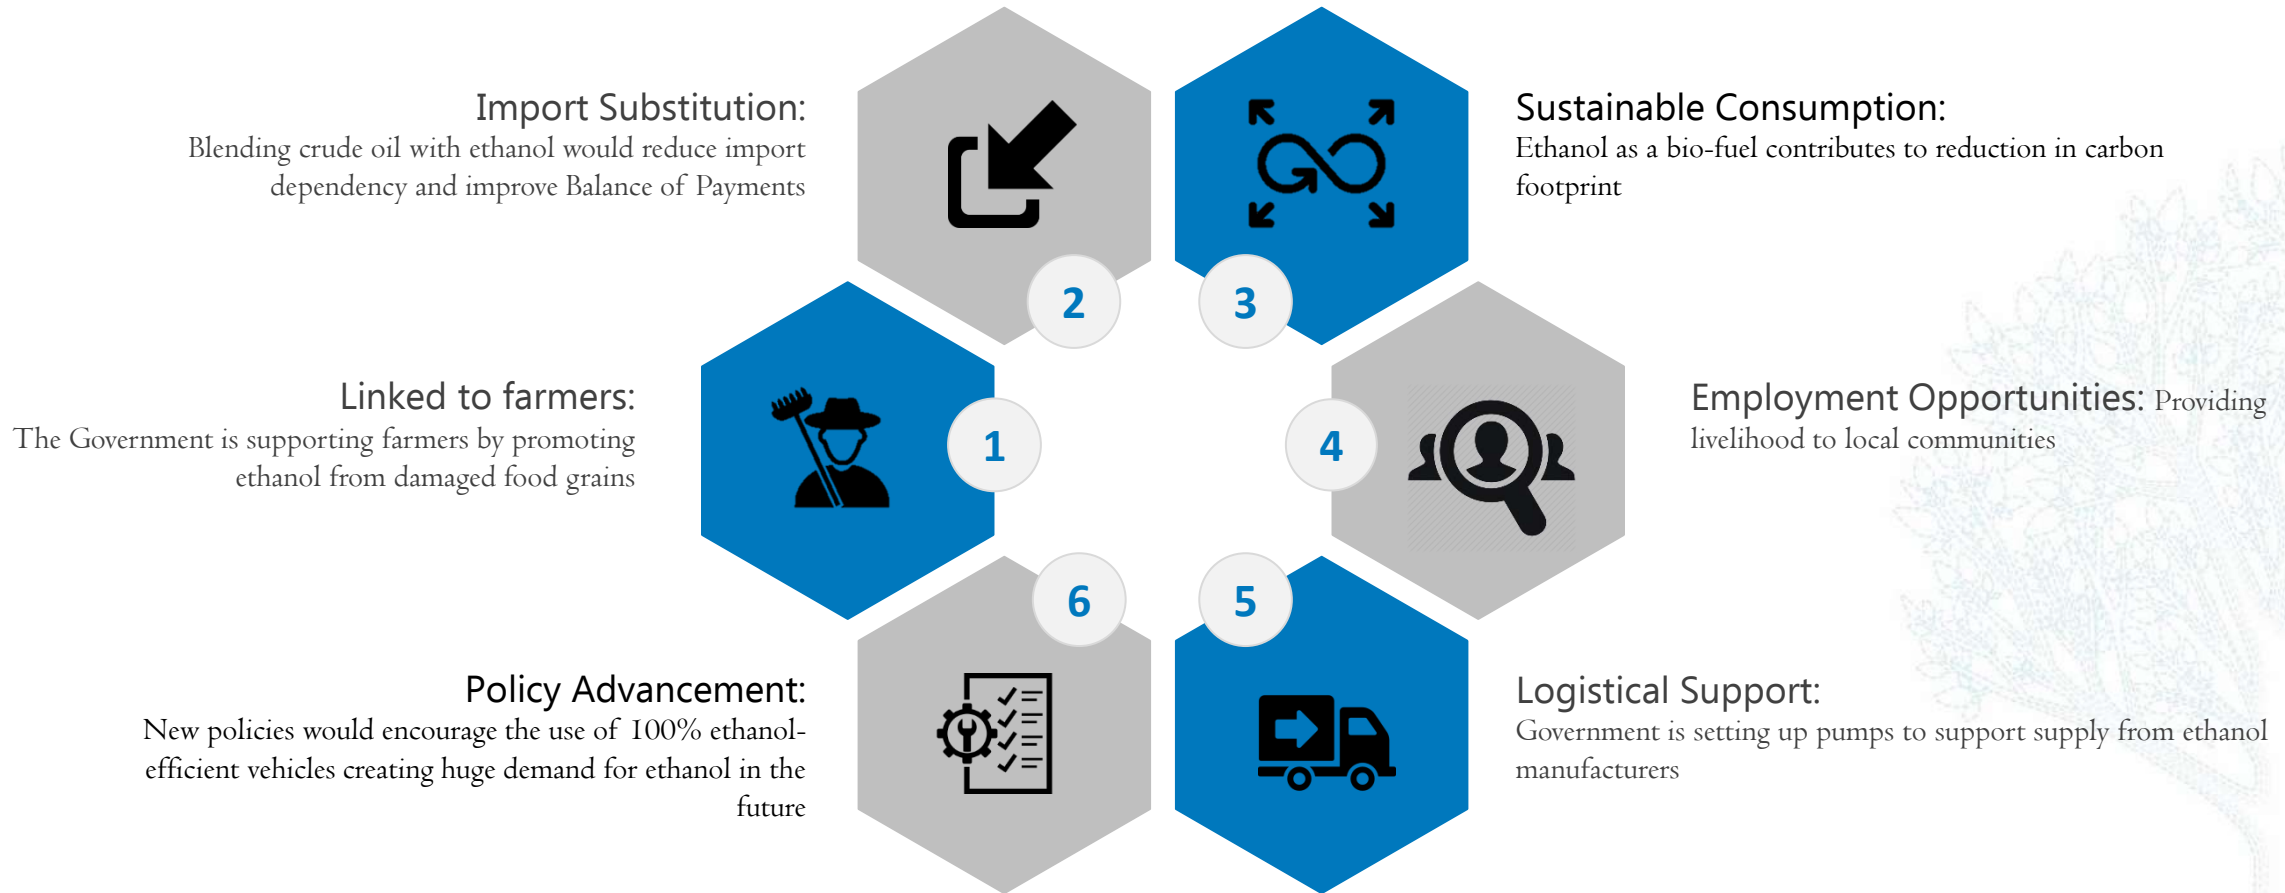 Import Substitution:
Blending crude oil with ethanol would reduce import
dependency and improve Balance of Payments
2
3
Sustainable Consumption:
Ethanol as a bio-fuel contributes to reduction in carbon
footprint
Linked to farmers:
The Government is supporting farmers by promoting
ethanol from damaged food grains
1
4
Employment Opportunities: Providing
livelihood to local communities
6
5
Policy Advancement:
New policies would encourage the use of 100% ethanol-
efficient vehicles creating huge demand for ethanol in the
future
Logistical Support:
Government is setting up pumps to support supply from ethanol
manufacturers